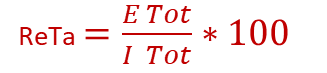 ReTa = E Tot / I Tot * 100